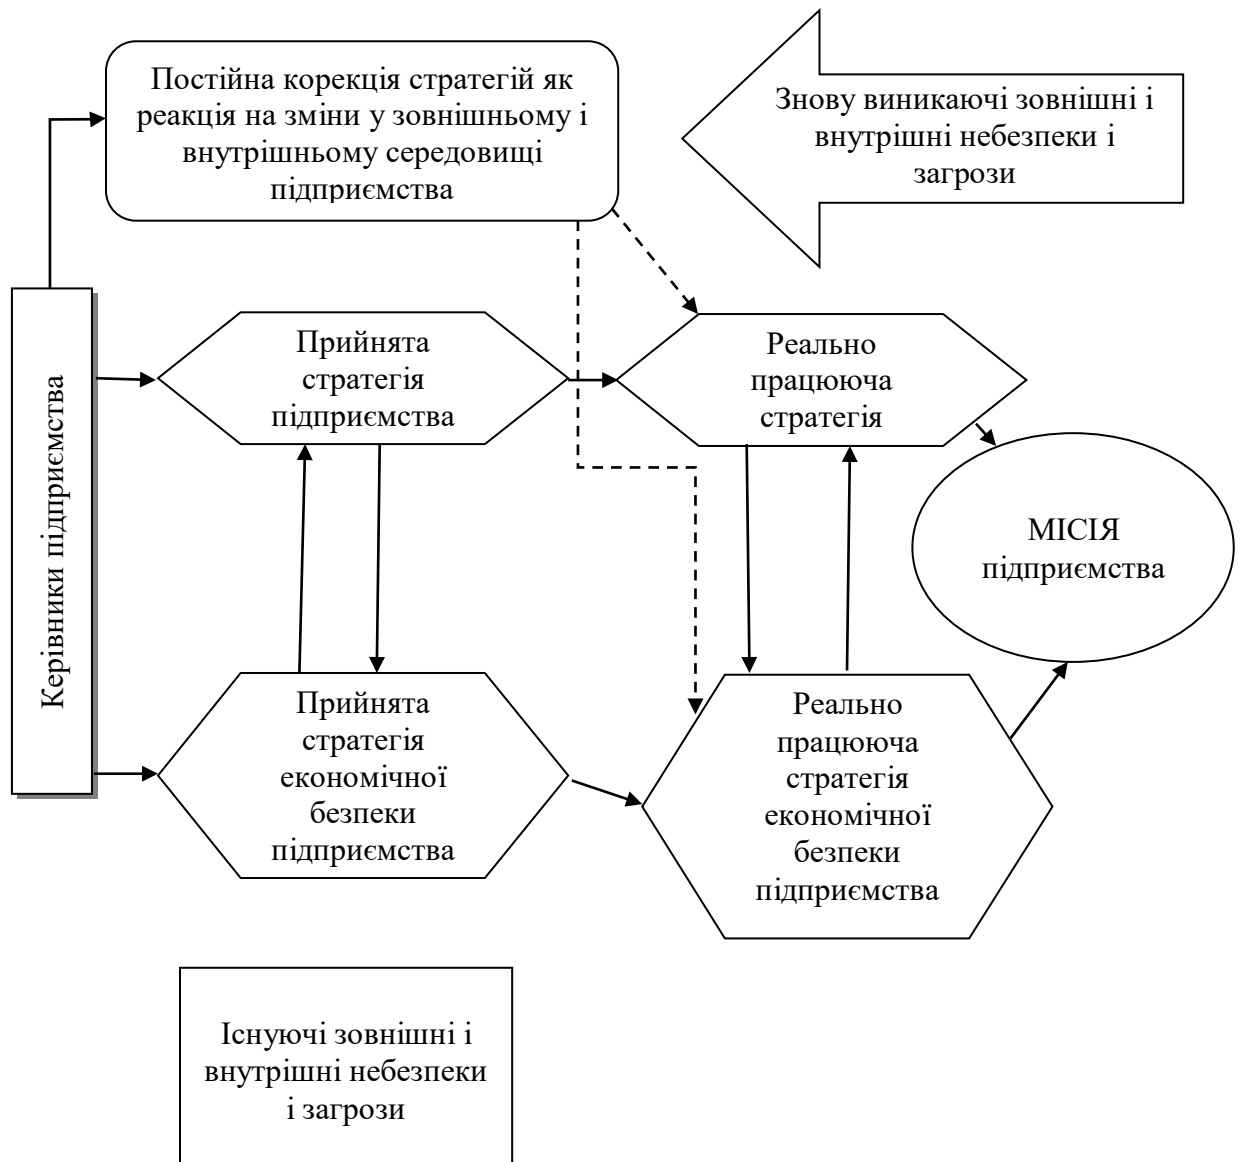 Постійна корекція стратегій як
реакція на зміни у зовнішньому і
внутрішньому середовищі
підприємства
Знову виникаючі зовнішні і
внутрішні небезпеки і
загрози
Керівники підприємства
Прийнята
стратегія
підприємства
Реально
працююча
стратегія
МІСІЯ
підприємства
Прийнята
стратегія
економічної
безпеки
підприємства
Реально
працююча
стратегія
економічної
безпеки
підприємства
Існуючі зовнішні і
внутрішні небезпеки
і загрози